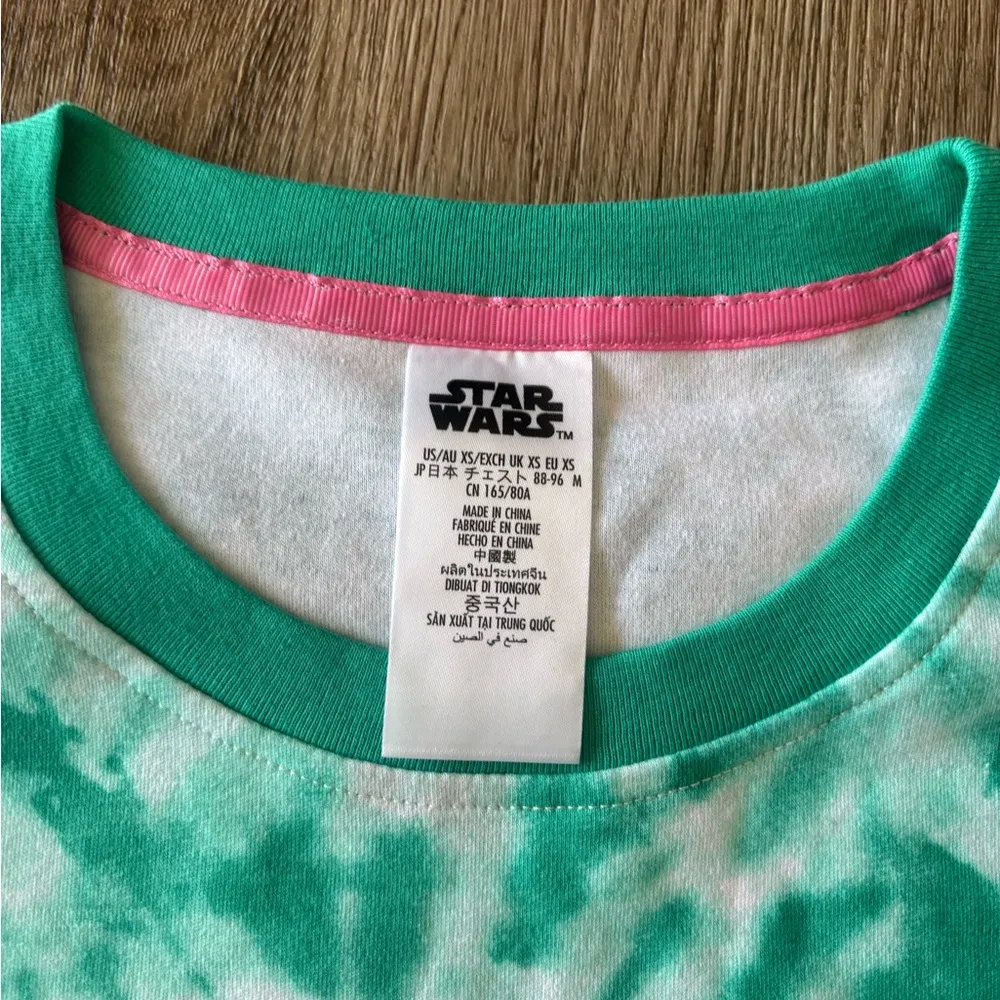 STAR
WARS™
US/AU XS/EXCH UK XS EU XS
JP日本 チェスト 88-96 M
CN 165/80A
MADE IN CHINA
FABRIQUÉ EN CHINE
HECHO EN CHINA
中國製
ผลิตในประเทศจีน
DIBUAT DI TIONGKOK
중국산
SẢN XUẤT TẠI TRUNG QUỐC
صنع في الصين